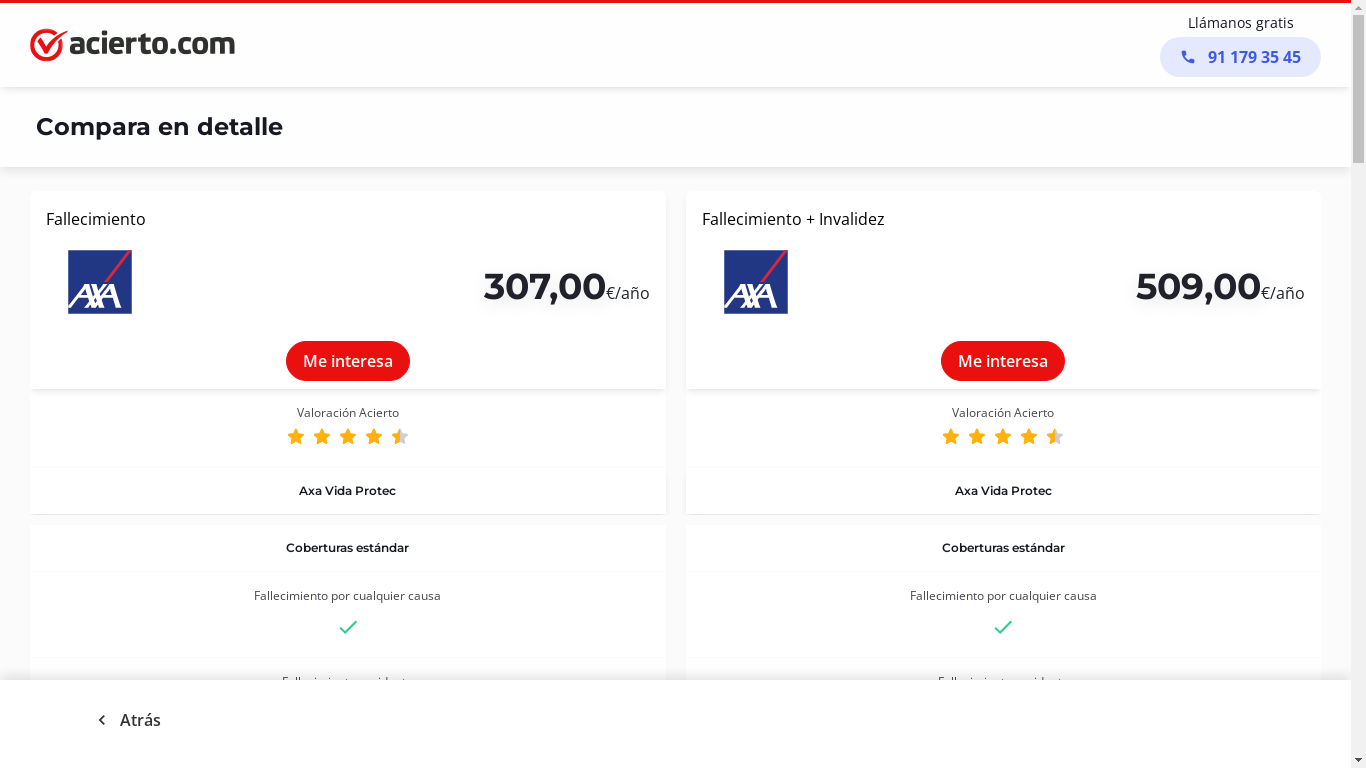 acierto.com
Llámanos gratis
91 179 35 45
Compara en detalle
Fallecimiento
AXA
307,00€/año
Me interesa
Valoración Acierto
Axa Vida Protec
Coberturas estándar
Fallecimiento por cualquier causa
Fallecimiento + Invalidez
AXA
509,00€/año
Me interesa
Valoración Acierto
Axa Vida Protec
Coberturas estándar
Fallecimiento por cualquier causa
Atrás